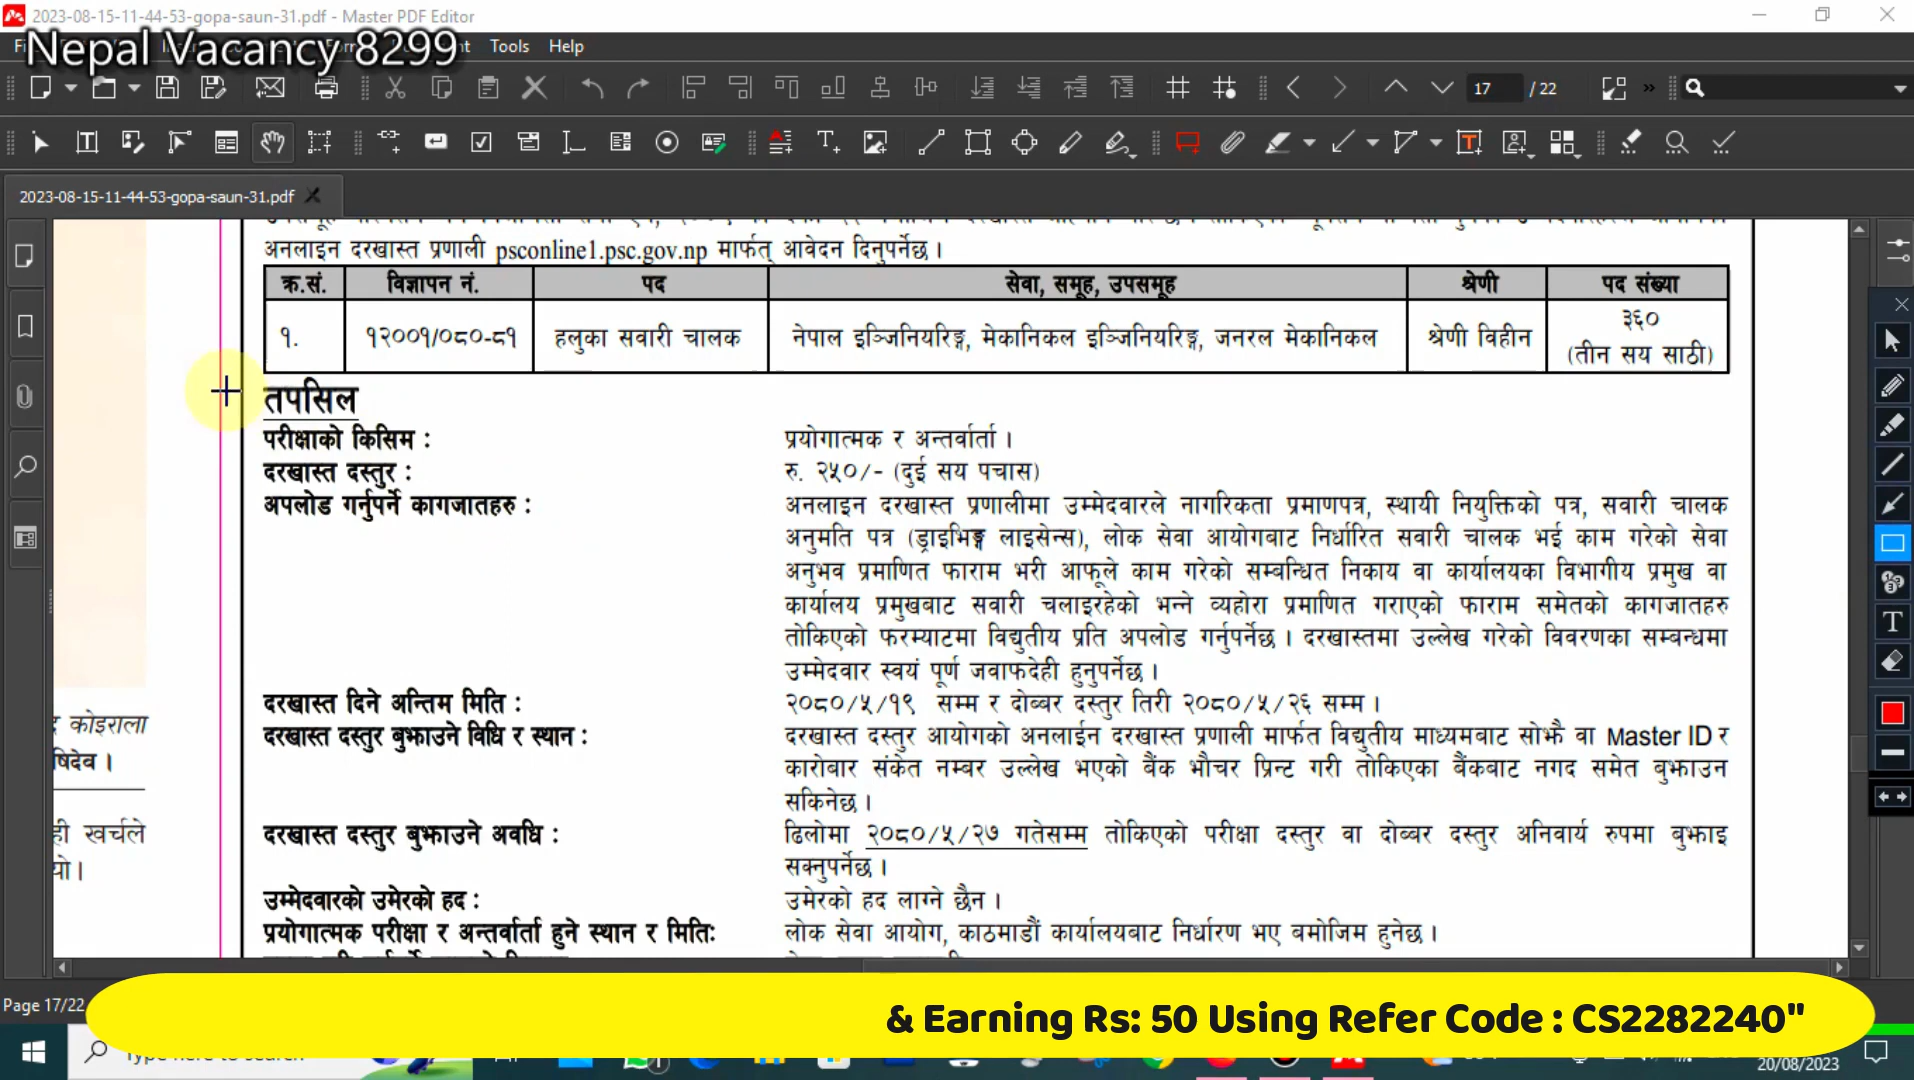 2023-08-15-11-44-53-gopa-saun-31.pdf - Master PDF Editor
Nepal Vacancy 8299
Tools Help
17 / 22
2023-08-15-11-44-53-gopa-saun-31.pdf
अनलाइन दरखास्त प्रणाली psconline1.psc.gov.np मार्फत् आवेदन दिनुपर्नेछ ।
क्र.सं. विज्ञापन नं. पद सेवा, समूह, उपसमूह श्रेणी पद संख्या
१. १२००१/०८०-८१ हलुका सवारी चालक नेपाल इञ्जिनियरिङ्ग, मेकानिकल इञ्जिनियरिङ्ग, जनरल मेकानिकल श्रेणी विहीन ३६०
(तीन सय साठी)
तपसिल
परीक्षाको किसिम : प्रयोगात्मक र अन्तर्वार्ता ।
दरखास्त दस्तुर : रु. २५०/- (दुई सय पचास)
अपलोड गर्नुपर्ने कागजातहरु : अनलाइन दरखास्त प्रणालीमा उम्मेदवारले नागरिकता प्रमाणपत्र, स्थायी नियुक्तिको पत्र, सवारी चालक
अनुमति पत्र (ड्राइभिङ्ग लाइसेन्स), लोक सेवा आयोगबाट निर्धारित सवारी चालक भई काम गरेको सेवा
अनुभव प्रमाणित फाराम भरी आफूले काम गरेको सम्बन्धित निकाय वा कार्यालयका विभागीय प्रमुख वा
कार्यालय प्रमुखबाट सवारी चलाइरहेको भन्ने व्यहोरा प्रमाणित गराएको फाराम समेतको कागजातहरु
तोकिएको फरम्याटमा विद्युतीय प्रति अपलोड गर्नुपर्नेछ । दरखास्तमा उल्लेख गरेको विवरणका सम्बन्धमा
उम्मेदवार स्वयं पूर्ण जवाफदेही हुनुपर्नेछ ।
दरखास्त दिने अन्तिम मिति : २०८०/५/१९ सम्म र दोब्बर दस्तुर तिरी २०८०/५/२६ सम्म ।
दरखास्त दस्तुर बुझाउने विधि र स्थान : दरखास्त दस्तुर आयोगको अनलाईन दरखास्त प्रणाली मार्फत विद्युतीय माध्यमबाट सोझै वा Master ID र
कारोबार संकेत नम्बर उल्लेख भएको बैंक भौचर प्रिन्ट गरी तोकिएका बैंकबाट नगद समेत बुझाउन
सकिनेछ ।
दरखास्त दस्तुर बुझाउने अवधि : ढिलोमा २०८०/५/२७ गतेसम्म तोकिएको परीक्षा दस्तुर वा दोब्बर दस्तुर अनिवार्य रुपमा बुझाइ
सक्नुपर्नेछ ।
उम्मेदवारको उमेरको हद : उमेरको हद लाग्ने छैन ।
प्रयोगात्मक परीक्षा र अन्तर्वार्ता हुने स्थान र मितिः लोक सेवा आयोग, काठमाडौं कार्यालयबाट निर्धारण भए बमोजिम हुनेछ ।
कोइराला
षिदेव ।
ही खर्चले
यो।
Page 17/22
& Earning Rs: 50 Using Refer Code : CS2282240"
Type here to search
20/08/2023